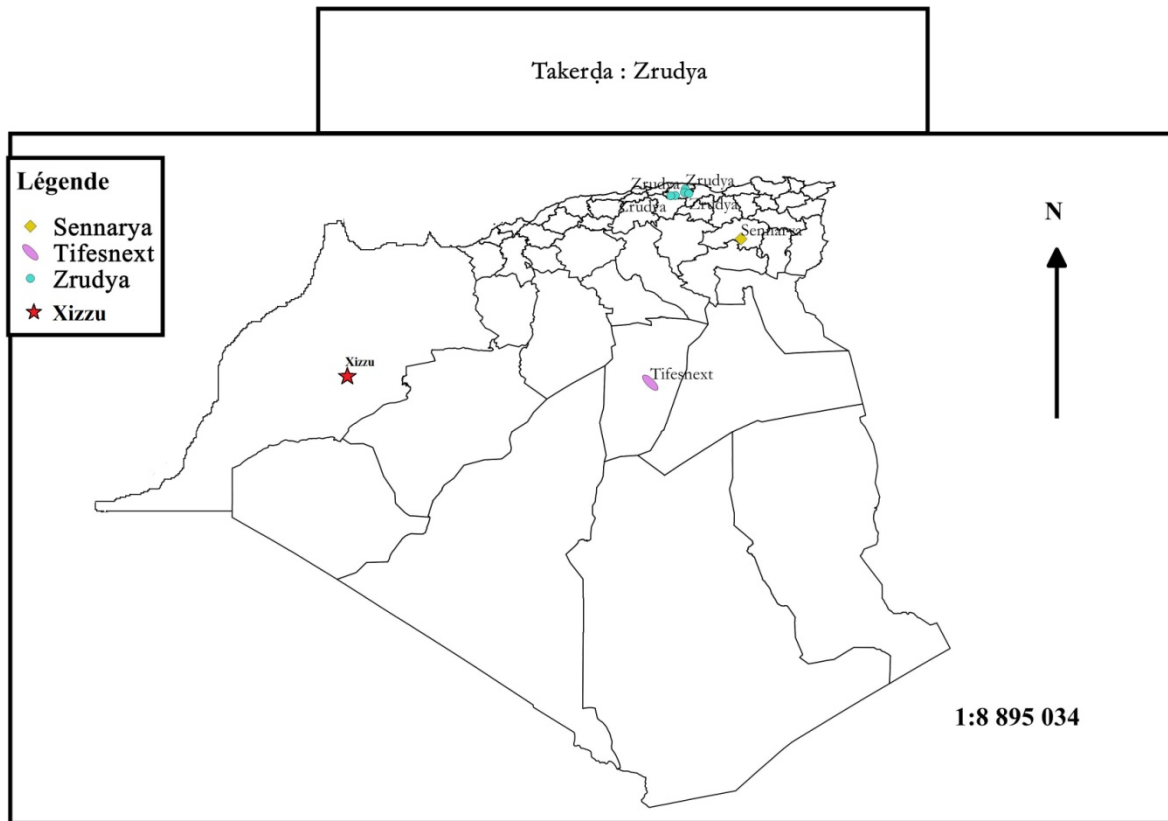 Takerḍa : Zrudya
Légende
Sennarya
Tifesnext
Zrudya
Xizzu
Zrudya
Zrudya
Zrudya
Zrudya
Sennarya
N
Xizzu
Tifesnext
1:8 895 034